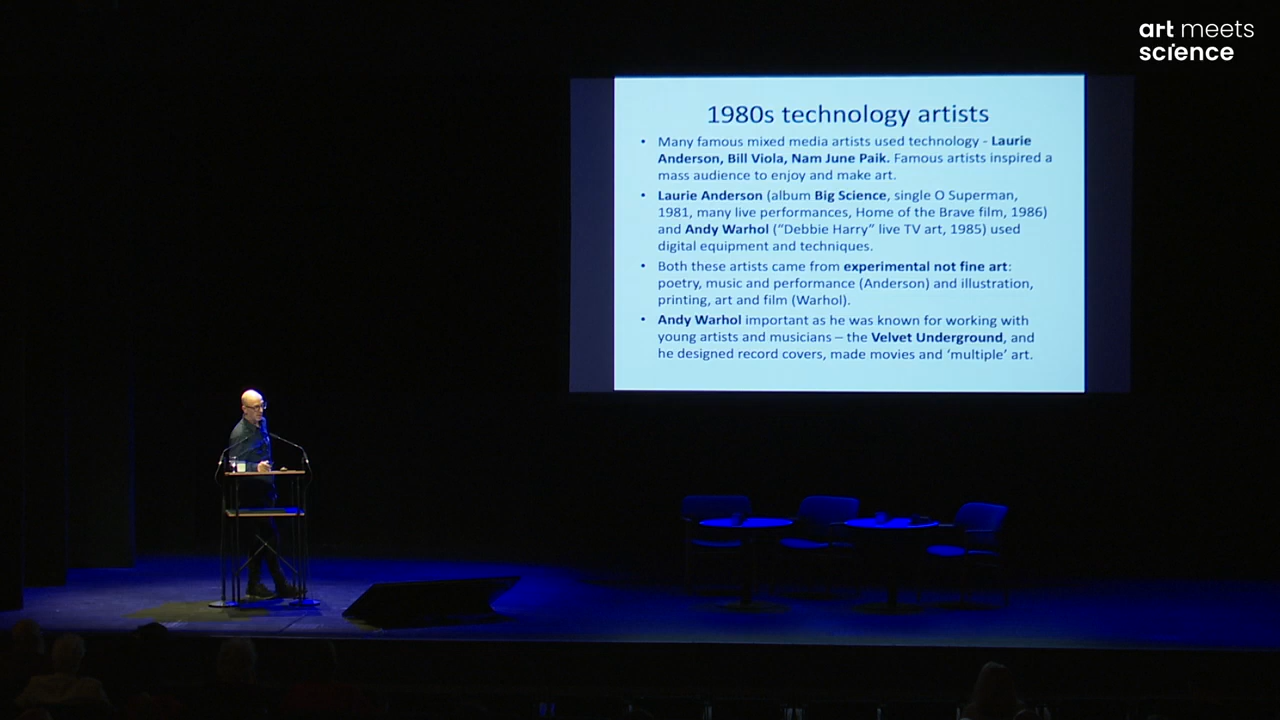 art meets
science
1980s technology artists
• Many famous mixed media artists used technology - Laurie
Anderson, Bill Viola, Nam June Paik. Famous artists inspired a
mass audience to enjoy and make art.
• Laurie Anderson (album Big Science, single O Superman,
1981, many live performances, Home of the Brave film, 1986)
and Andy Warhol (“Debbie Harry” live TV art, 1985) used
digital equipment and techniques.
• Both these artists came from experimental not fine art:
poetry, music and performance (Anderson) and illustration,
printing, art and film (Warhol).
• Andy Warhol important as he was known for working with
young artists and musicians – the Velvet Underground, and
he designed record covers, made movies and ‘multiple’ art.